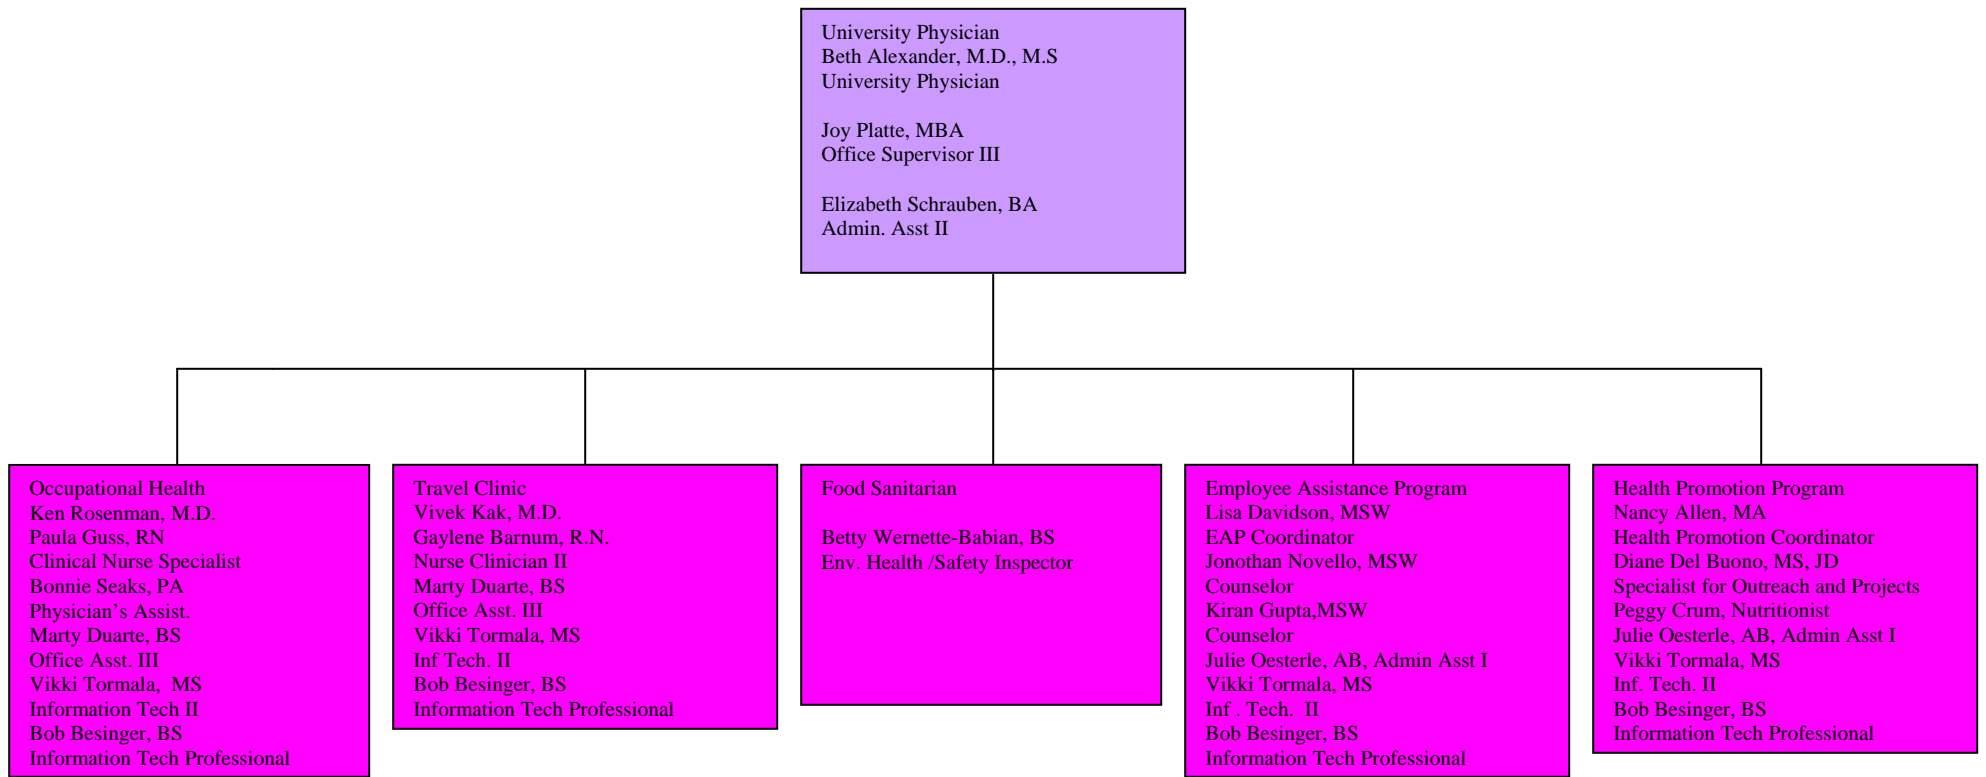 University Physician
Beth Alexander, M.D., M.S
University Physician
Joy Platte, MBA
Office Supervisor III
Elizabeth Schrauben, BA
Admin. Asst II
Occupational Health
Ken Rosenman, M.D.
Paula Guss, RN
Clinical Nurse Specialist
Bonnie Seaks, PA
Physician’s Assist.
Marty Duarte, BS
Office Asst. III
Vikki Tormala,  MS
Information Tech II
Bob Besinger, BS
Information Tech Professional
Travel Clinic
Vivek Kak, M.D.
Gaylene Barnum, R.N.
Nurse Clinician II
Marty Duarte, BS
Office Asst. III
Vikki Tormala, MS
Inf Tech. II
Bob Besinger, BS
Information Tech Professional
Food Sanitarian
Betty Wernette-Babian, BS
Env. Health /Safety Inspector
Employee Assistance Program
Lisa Davidson, MSW
EAP Coordinator
Jonothan Novello, MSW
Counselor
Kiran Gupta,MSW
Counselor
Julie Oesterle, AB, Admin Asst I
Vikki Tormala, MS
Inf . Tech.  II
Bob Besinger, BS
Information Tech Professional
Health Promotion Program
Nancy Allen, MA
Health Promotion Coordinator
Diane Del Buono, MS, JD
Specialist for Outreach and Projects
Peggy Crum, Nutritionist
Julie Oesterle, AB, Admin Asst I
Vikki Tormala, MS
Inf. Tech. II
Bob Besinger, BS
Information Tech Professional